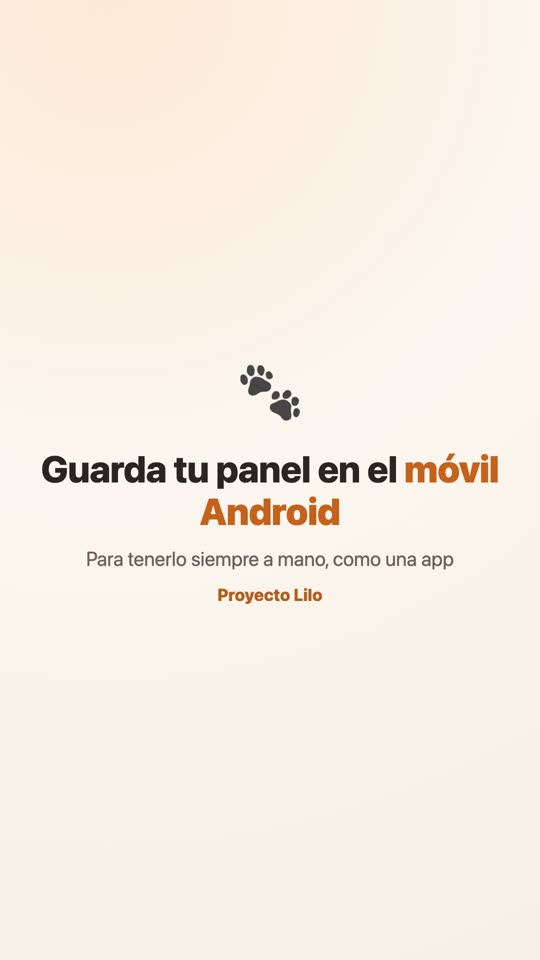 Guarda tu panel en el móvil
Android
Para tenerlo siempre a mano, como una app
Proyecto Lilo